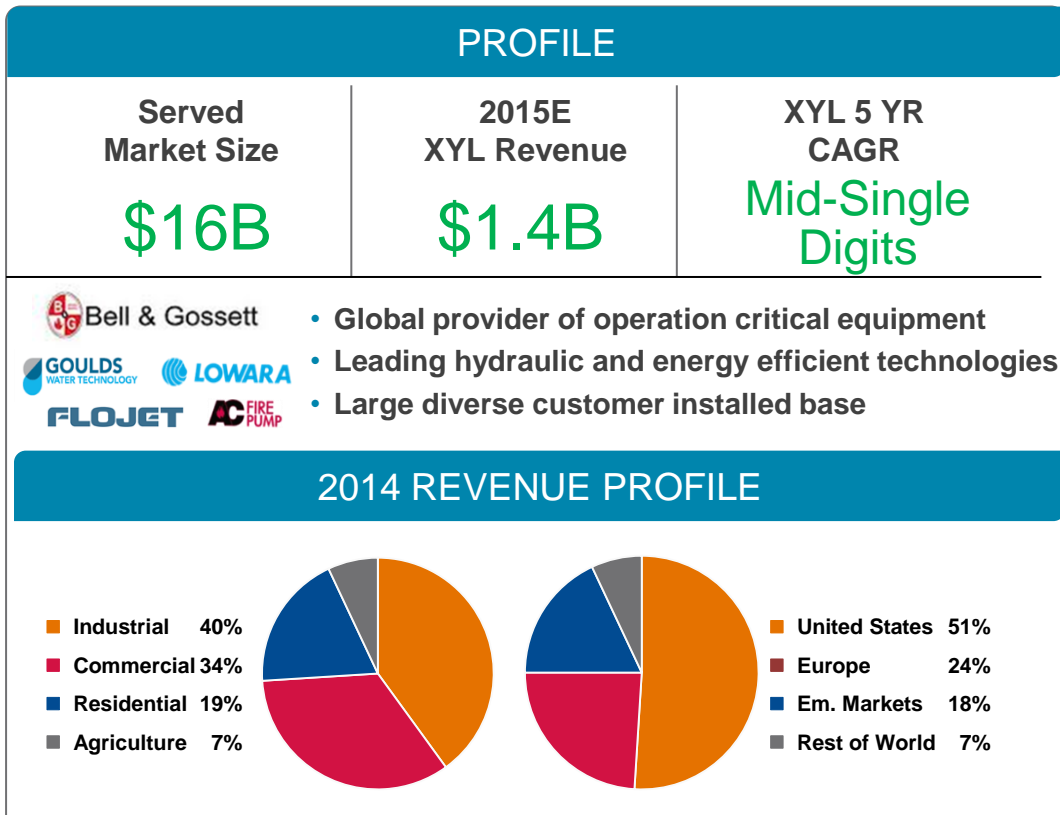 PROFILE
Served
Market Size
$16B
2015E
XYL Revenue
$1.4B
XYL 5 YR
CAGR
Mid-Single
Digits
B
G
Bell & Gossett
GOULDS
WATER TECHNOLOGY
LOWARA
FLOJET
AC FIRE
PUMP
• Global provider of operation critical equipment
• Leading hydraulic and energy efficient technologies
• Large diverse customer installed base
2014 REVENUE PROFILE
Industrial 40%
Commercial 34%
Residential 19%
Agriculture 7%
United States 51%
Europe 24%
Em. Markets 18%
Rest of World 7%